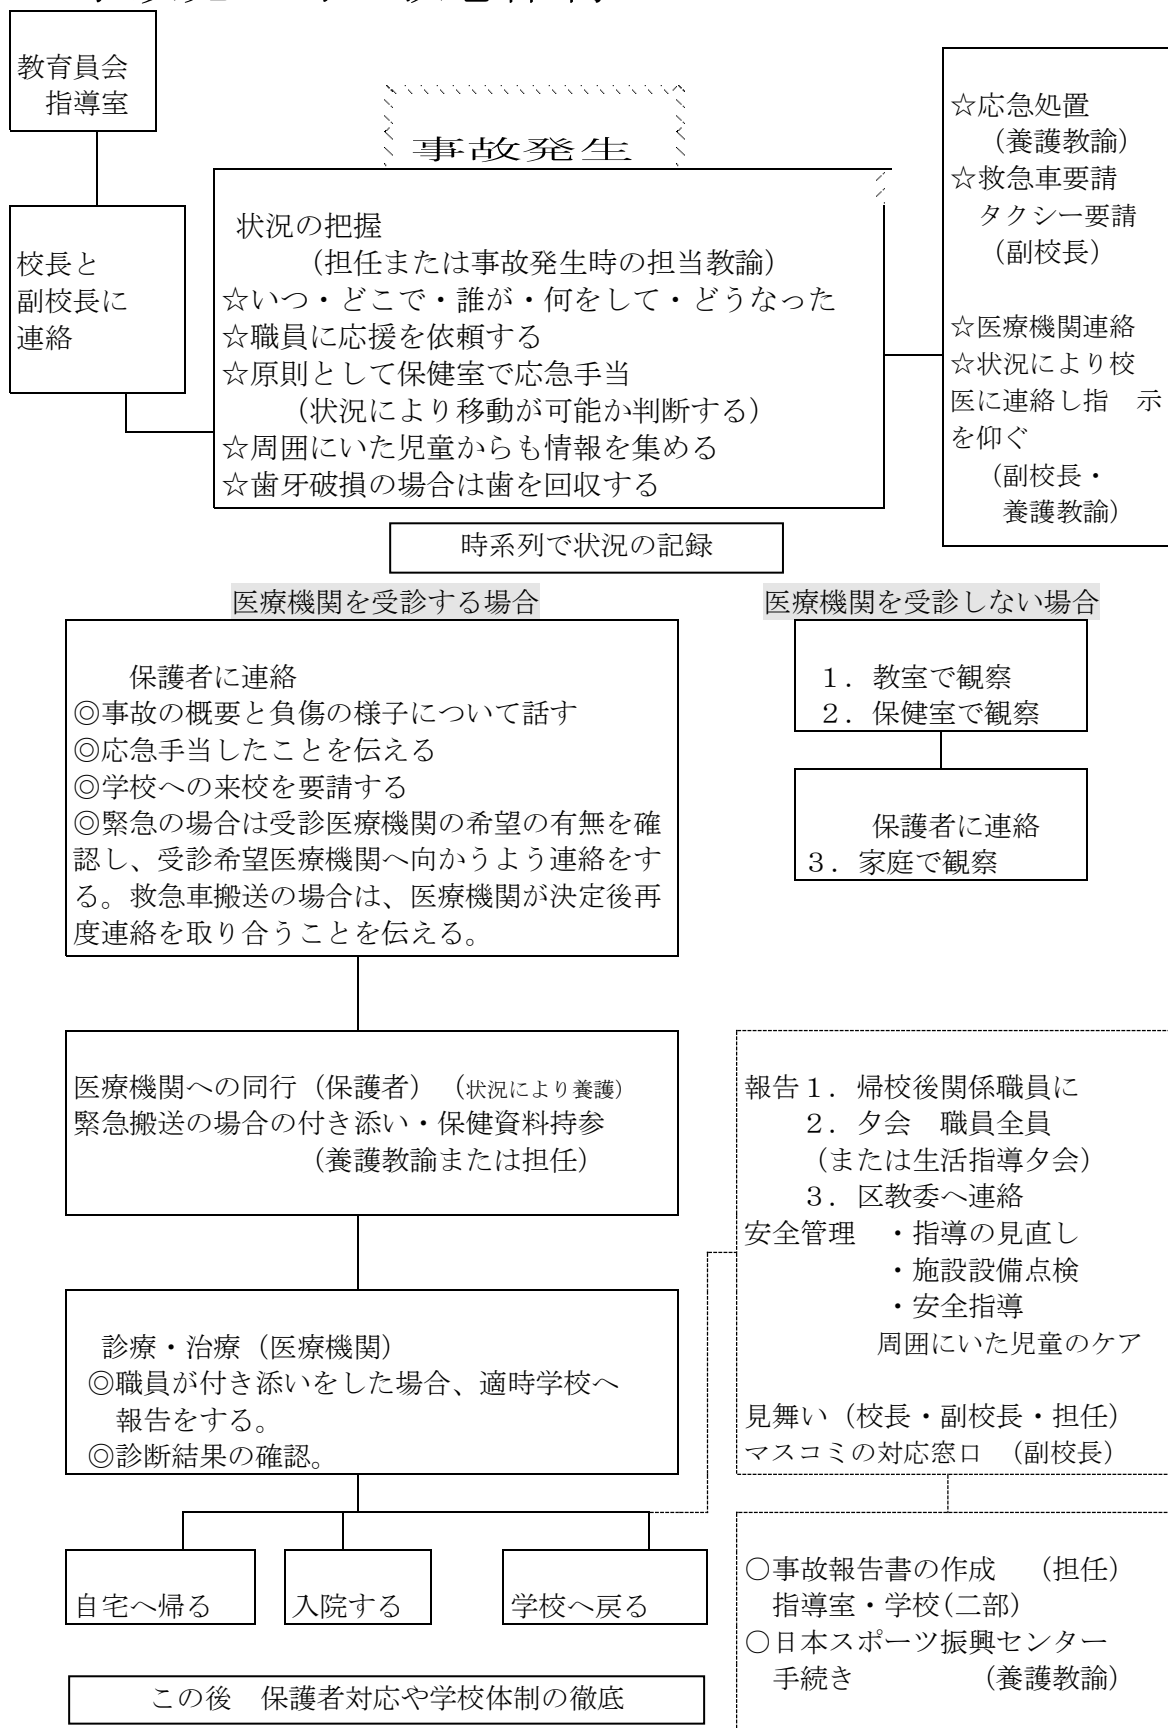 教育員会
指導室
事故発生
校長と
副校長に
連絡
状況の把握
（担任または事故発生時の担当教諭）
☆いつ・どこで・誰が・何をして・どうなった
☆職員に応援を依頼する
☆原則として保健室で応急手当
（状況により移動が可能か判断する）
☆周囲にいた児童からも情報を集める
☆歯牙破損の場合は歯を回収する
☆応急処置
（養護教諭）
☆救急車要請
タクシー要請
（副校長）
☆医療機関連絡
☆状況により校
医に連絡し指　示
を仰ぐ
（副校長・
養護教諭）
時系列で状況の記録
医療機関を受診する場合
保護者に連絡
◎事故の概要と負傷の様子について話す
◎応急手当したことを伝える
◎学校への来校を要請する
◎緊急の場合は受診医療機関の希望の有無を確
認し、受診希望医療機関へ向かうよう連絡をす
る。救急車搬送の場合は、医療機関が決定後再
度連絡を取り合うことを伝える。
医療機関を受診しない場合
１．教室で観察
２．保健室で観察
保護者に連絡
３．家庭で観察
医療機関への同行（保護者）（状況により養護）
緊急搬送の場合の付き添い・保健資料持参
（養護教諭または担任）
診療・治療（医療機関）
◎職員が付き添いをした場合、適時学校へ
報告をする。
◎診断結果の確認。
自宅へ帰る
入院する
学校へ戻る
この後　保護者対応や学校体制の徹底
報告１．帰校後関係職員に
２．夕会　職員全員
（または生活指導夕会）
３．区教委へ連絡
安全管理　・指導の見直し
・施設設備点検
・安全指導
周囲にいた児童のケア
見舞い（校長・副校長・担任）
マスコミの対応窓口　（副校長）
○事故報告書の作成　（担任）
指導室・学校(二部）
○日本スポーツ振興センター
手続き　　　　　（養護教諭）